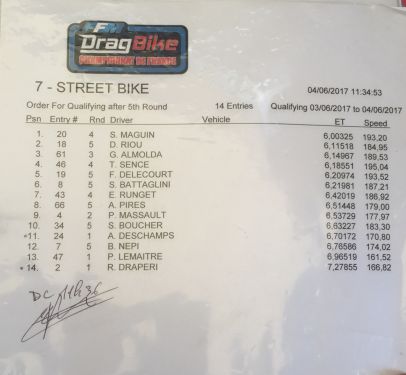 FM
DragBike
CHAMPIONNAT DE FRANCE
7 - STREET BIKE
04/06/2017 11:34:53
Order For Qualifying after 5th Round 14 Entries Qualifying 03/06/2017 to 04/06/2017
Psn Entry # Rnd Driver Vehicle ET Speed
1. 20 4 S. MAGUIN 6,00325 193,20
2. 18 5 D. RIOU 6,11518 184,95
3. 61 3 G. ALMOLDA 6,14967 189,53
4. 46 4 T. SENCE 6,18551 195,04
5. 19 5 F. DELECOURT 6,20974 193,52
6. 8 5 S. BATTAGLINI 6,21981 187,21
7. 43 4 E. RUNGET 6,42019 186,92
8. 66 5 A. PIRES 6,51448 179,00
9. 4 2 P. MASSAULT 6,53729 177,97
10. 34 5 S. BOUCHER 6,63227 183,30
*11. 24 1 A. DESCHAMPS 6,70172 170,80
12. 7 5 B. NEPI 6,76586 174,02
13. 47 1 P. LEMAITRE 6,96519 161,52
*14. 2 1 R. DRAPERI 7,27855 166,82
DC